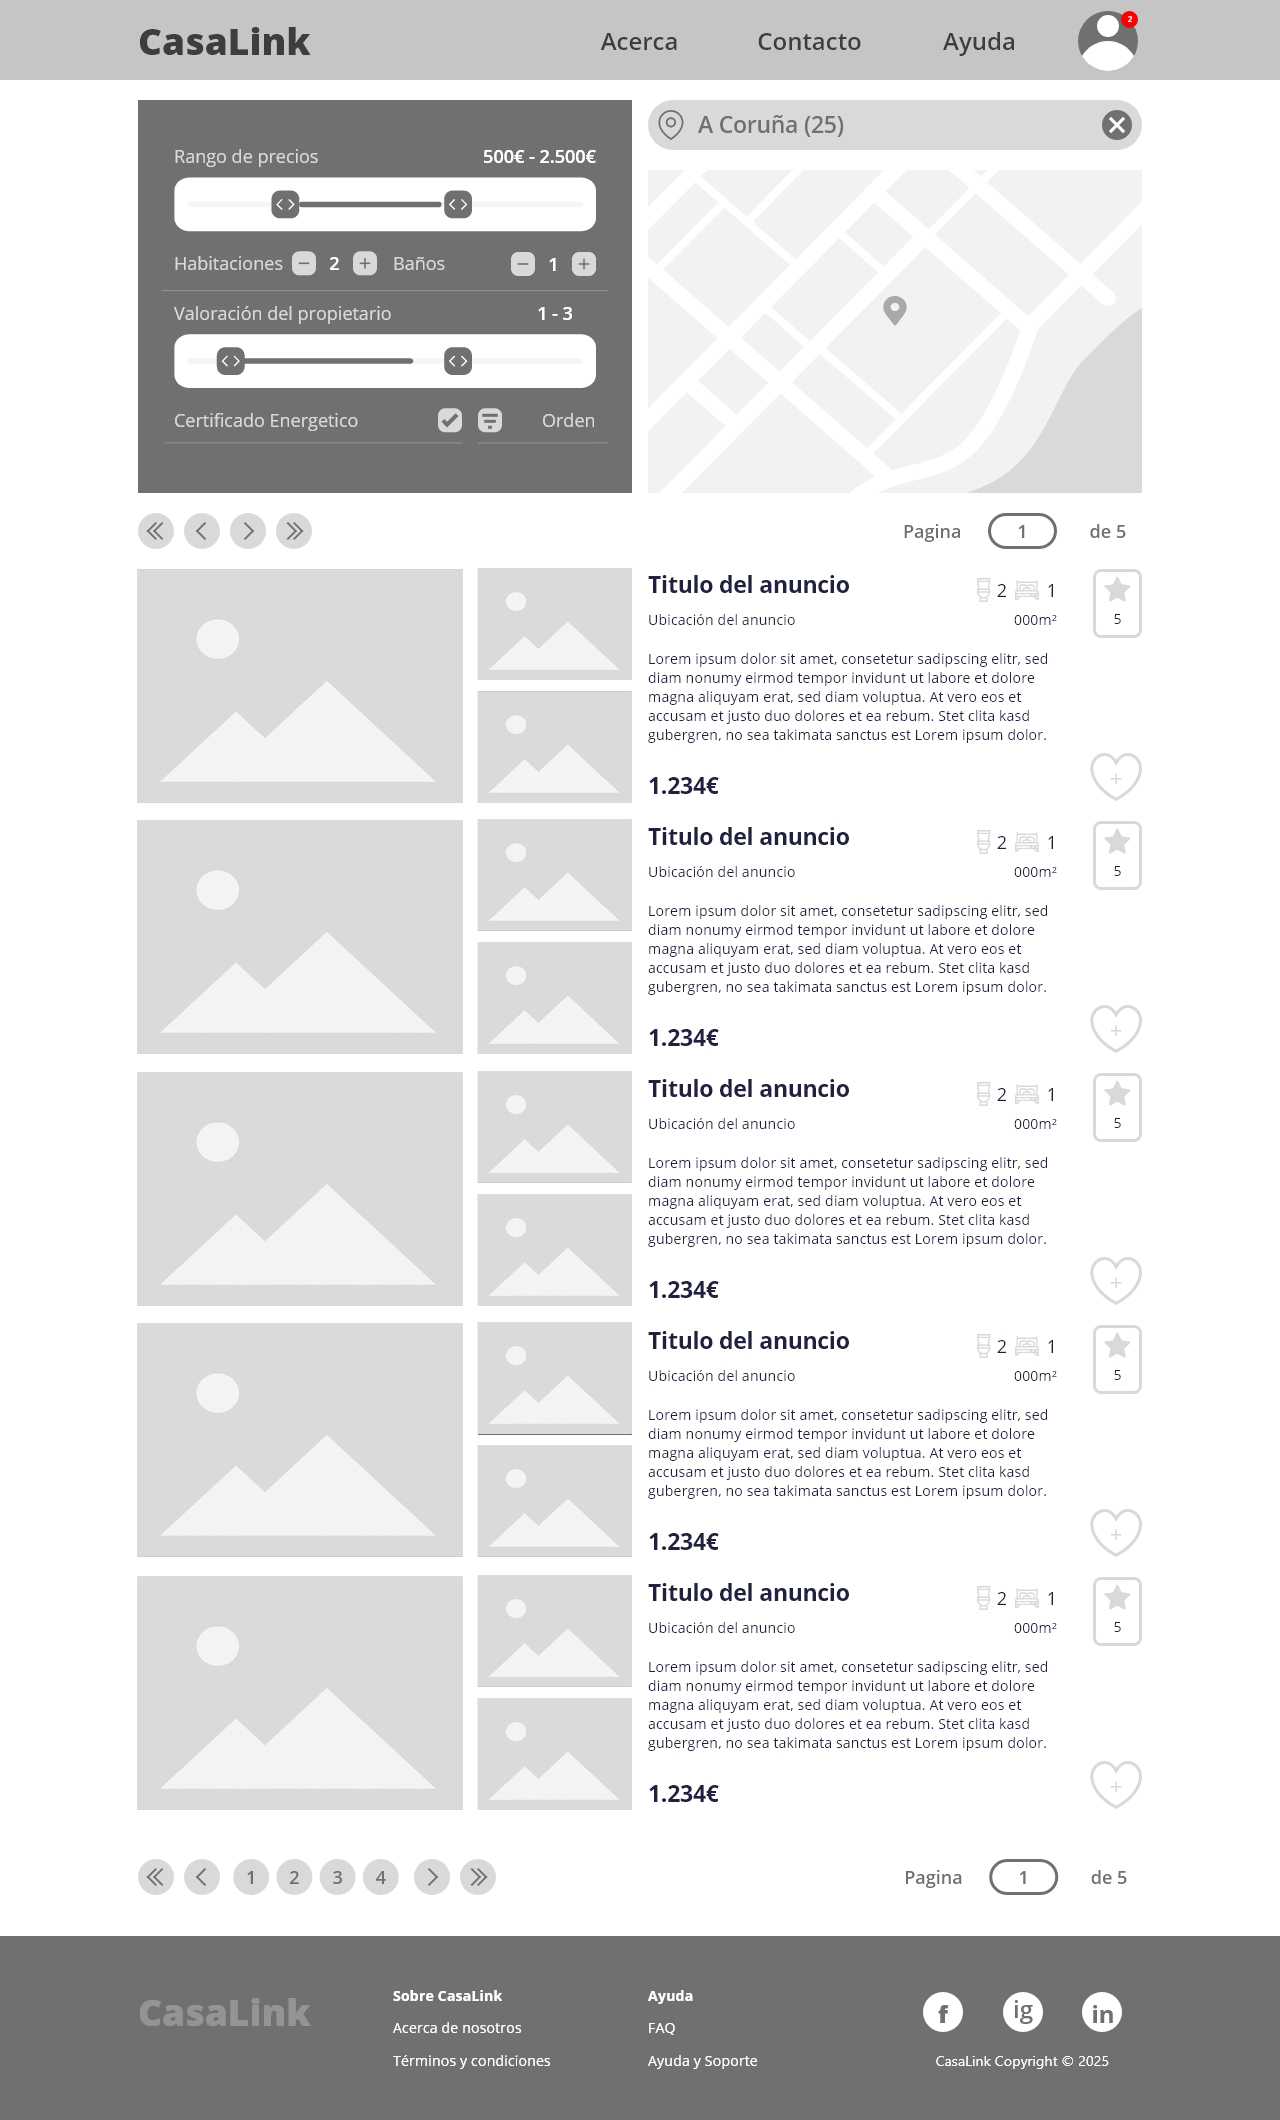 CasaLink
Acerca
Contacto
Ayuda
2
Rango de precios
500€ - 2.500€
Habitaciones
2
Baños
1
Valoración del propietario
1 - 3
Certificado Energetico
Orden
A Coruña (25)
Pagina
1
de 5
Titulo del anuncio
2
1
5
Ubicación del anuncio
000m²
Lorem ipsum dolor sit amet, consetetur sadipscing elitr, sed
diam nonumy eirmod tempor invidunt ut labore et dolore
magna aliquyam erat, sed diam voluptua. At vero eos et
accusam et justo duo dolores et ea rebum. Stet clita kasd
gubergren, no sea takimata sanctus est Lorem ipsum dolor.
1.234€
Titulo del anuncio
2
1
5
Ubicación del anuncio
000m²
Lorem ipsum dolor sit amet, consetetur sadipscing elitr, sed
diam nonumy eirmod tempor invidunt ut labore et dolore
magna aliquyam erat, sed diam voluptua. At vero eos et
accusam et justo duo dolores et ea rebum. Stet clita kasd
gubergren, no sea takimata sanctus est Lorem ipsum dolor.
1.234€
Titulo del anuncio
2
1
5
Ubicación del anuncio
000m²
Lorem ipsum dolor sit amet, consetetur sadipscing elitr, sed
diam nonumy eirmod tempor invidunt ut labore et dolore
magna aliquyam erat, sed diam voluptua. At vero eos et
accusam et justo duo dolores et ea rebum. Stet clita kasd
gubergren, no sea takimata sanctus est Lorem ipsum dolor.
1.234€
Titulo del anuncio
2
1
5
Ubicación del anuncio
000m²
Lorem ipsum dolor sit amet, consetetur sadipscing elitr, sed
diam nonumy eirmod tempor invidunt ut labore et dolore
magna aliquyam erat, sed diam voluptua. At vero eos et
accusam et justo duo dolores et ea rebum. Stet clita kasd
gubergren, no sea takimata sanctus est Lorem ipsum dolor.
1.234€
Titulo del anuncio
2
1
5
Ubicación del anuncio
000m²
Lorem ipsum dolor sit amet, consetetur sadipscing elitr, sed
diam nonumy eirmod tempor invidunt ut labore et dolore
magna aliquyam erat, sed diam voluptua. At vero eos et
accusam et justo duo dolores et ea rebum. Stet clita kasd
gubergren, no sea takimata sanctus est Lorem ipsum dolor.
1.234€
1
2
3
4
Pagina
1
de 5
CasaLink
Sobre CasaLink
Acerca de nosotros
Términos y condiciones
Ayuda
FAQ
Ayuda y Soporte
f
ig
in
CasaLink Copyright © 2025